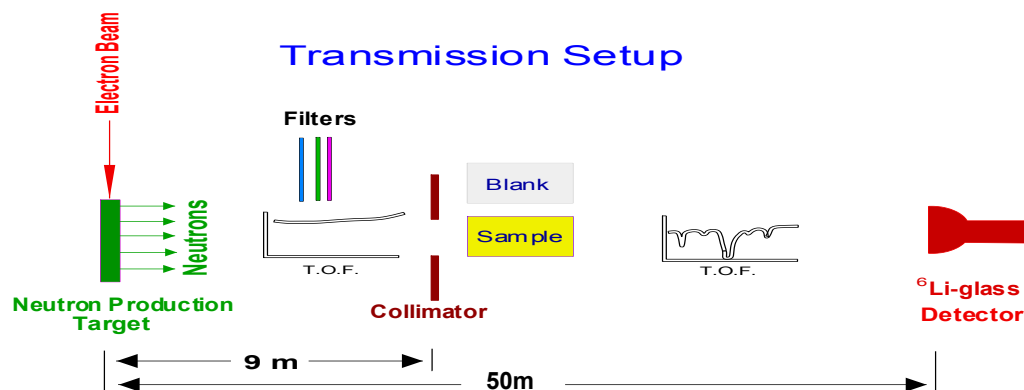 Transmission Setup
Electron Beam
Filters
Blank
Sample
Neutrons
T.O.F.
T.O.F.
Neutron Production
Target
Collimator
⁶Li-glass
Detector
9 m
50m